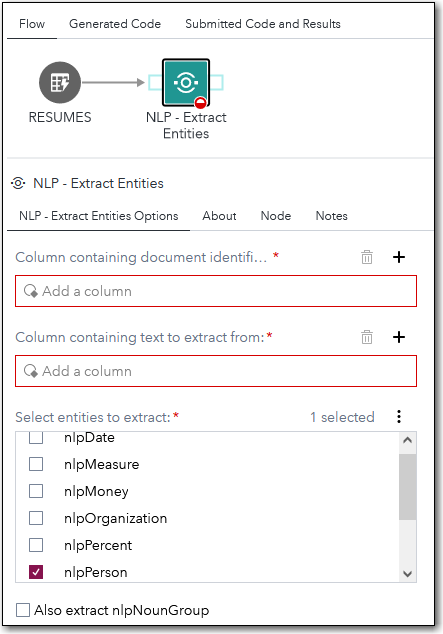 Flow Generated Code Submitted Code and Results
RESUMES
NLP - Extract
Entities
NLP - Extract Entities
NLP - Extract Entities Options About Node Notes
Column containing document identifi... *
Add a column
Column containing text to extract from:*
Add a column
Select entities to extract:* 1 selected
nlpDate
nlpMeasure
nlpMoney
nlpOrganization
nlpPercent
nlpPerson
Also extract nlpNounGroup